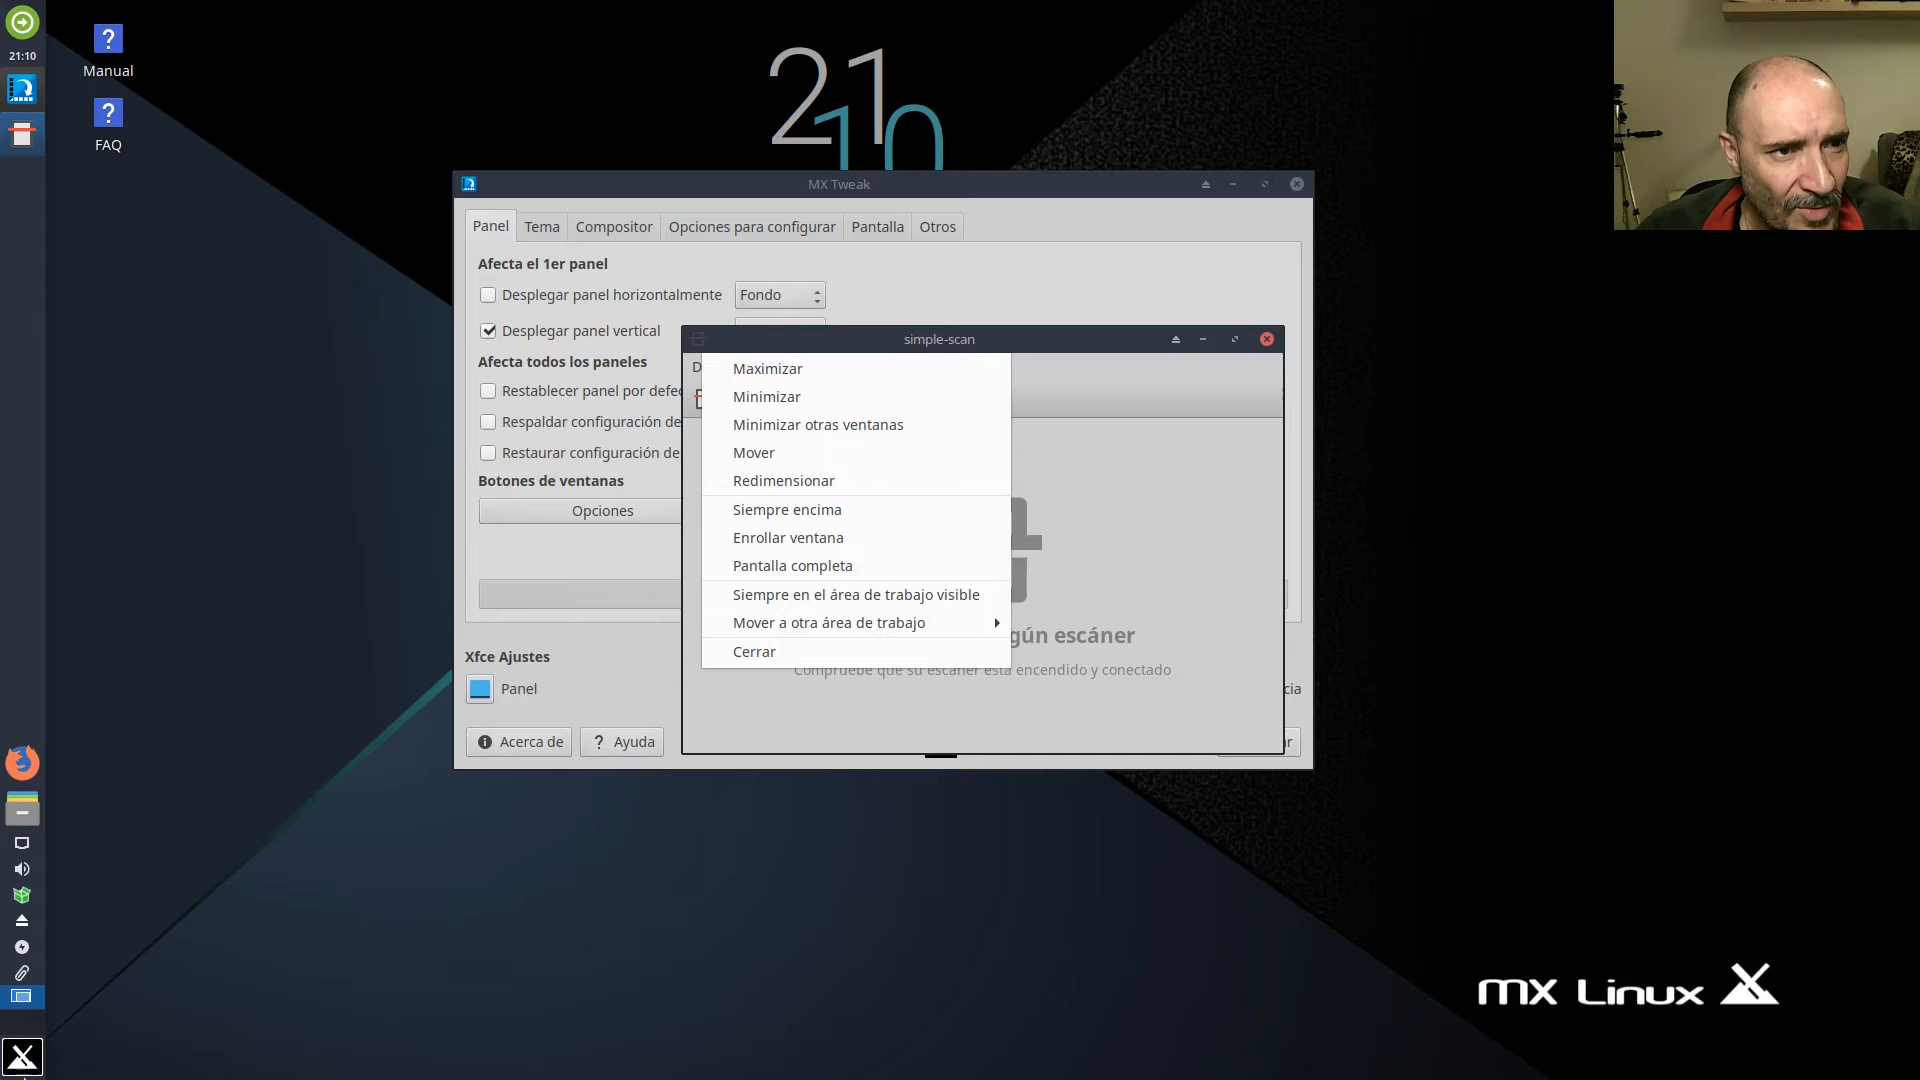 21:10
Manual
FAQ
21
10
MX Tweak
Panel
Tema
Compositor
Opciones para configurar
Pantalla
Otros
Afecta el 1er panel
Desplegar panel horizontalmente
Fondo
Desplegar panel vertical
Afecta todos los paneles
Restablecer panel por defec
Respaldar configuración de
Restaurar configuración de
Botones de ventanas
Opciones
Xfce Ajustes
Panel
cia
Acerca de
? Ayuda
ar
simple-scan
D
Maximizar
Minimizar
Minimizar otras ventanas
Mover
Redimensionar
Siempre encima
Enrollar ventana
Pantalla completa
Siempre en el área de trabajo visible
Mover a otra área de trabajo
Cerrar
gún escáner
Compruebe que su escáner está encendido y conectado
MX Linux